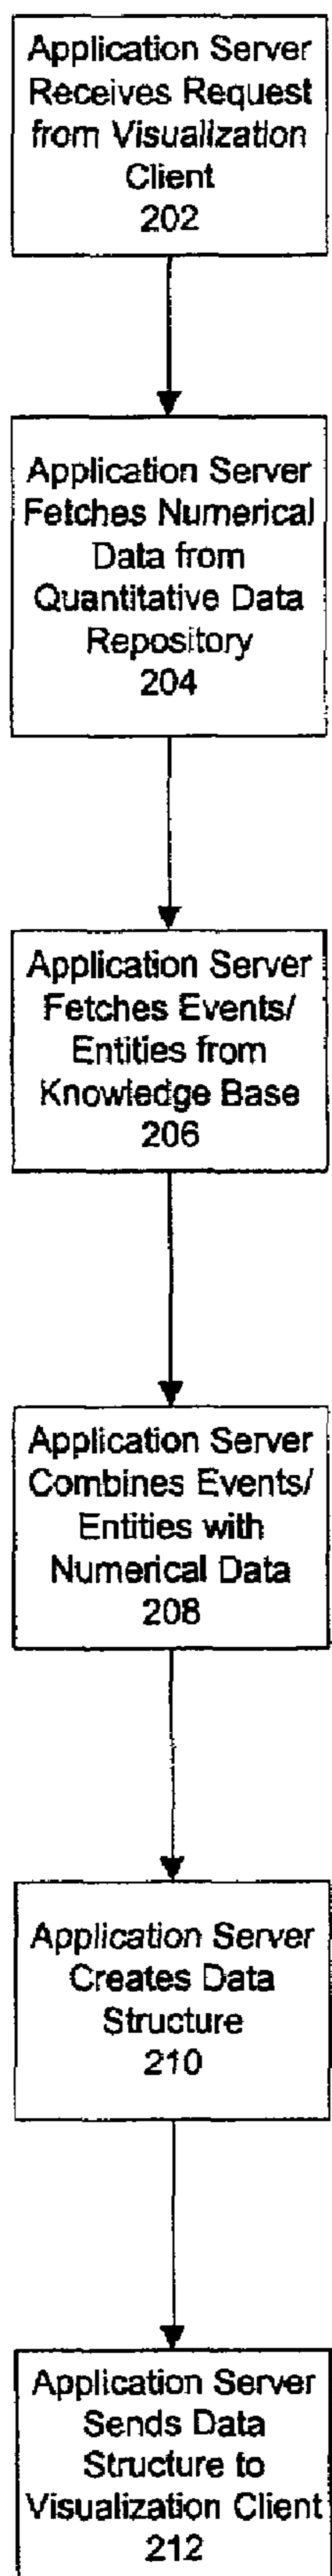 Application Server
Receives Request
from Visualization
Client
202
Application Server
Fetches Numerical
Data from
Quantitative Data
Repository
204
Application Server
Fetches Events/
Entities from
Knowledge Base
206
Application Server
Combines Events/
Entities with
Numerical Data
208
Application Server
Creates Data
Structure
210
Application Server
Sends Data
Structure to
Visualization Client
212